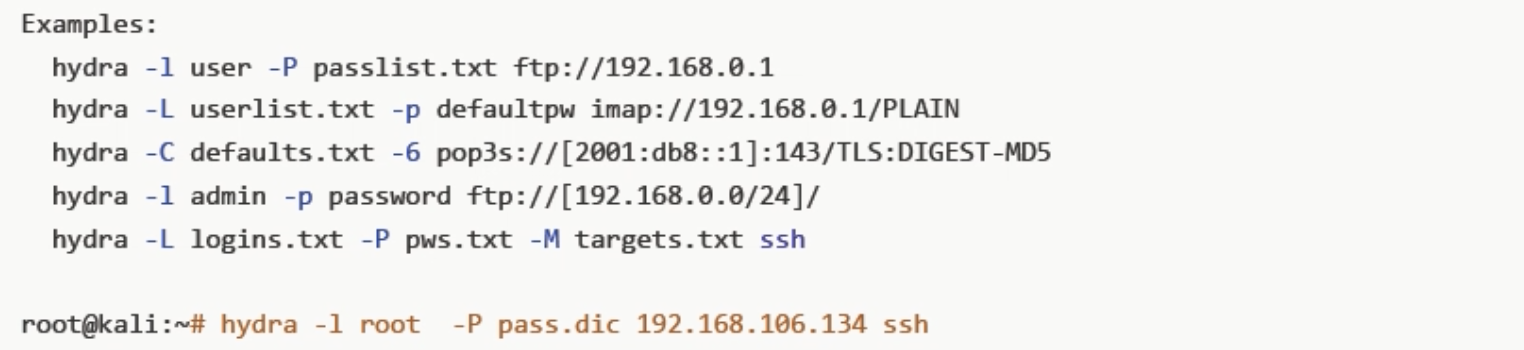 Examples:
hydra -l user -P passlist.txt ftp://192.168.0.1
hydra -L userlist.txt -p defaultpw imap://192.168.0.1/PLAIN
hydra -C defaults.txt -6 pop3s://[2001:db8::1]:143/TLS:DIGEST-MD5
hydra -l admin -p password ftp://[192.168.0.0/24]/
hydra -L logins.txt -P pws.txt -M targets.txt ssh
root@kali:~# hydra -l root  -P pass.dic 192.168.106.134 ssh